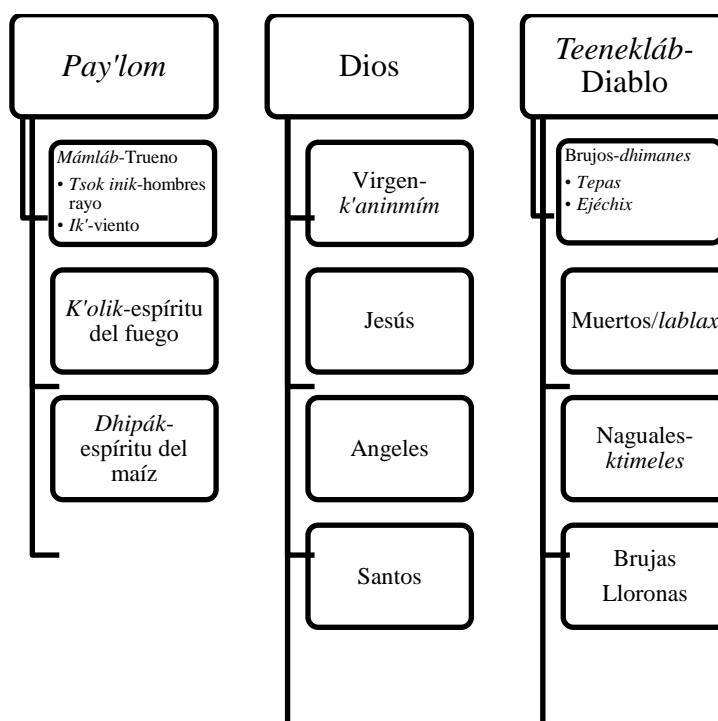 Pay'lom
Mámláb-Trueno
• Tsok inik-hombres
rayo
• Ik'-viento
K'olik-espíritu
del fuego
Dhipák-
espíritu del
maíz
Dios
Virgen-
k'aninmím
Jesús
Angeles
Santos
Teenekláb-
Diablo
Brujos-dhimanes
• Tepas
• Ejéchix
Muertos/lablax
Naguales-
ktimeles
Brujas
Lloronas